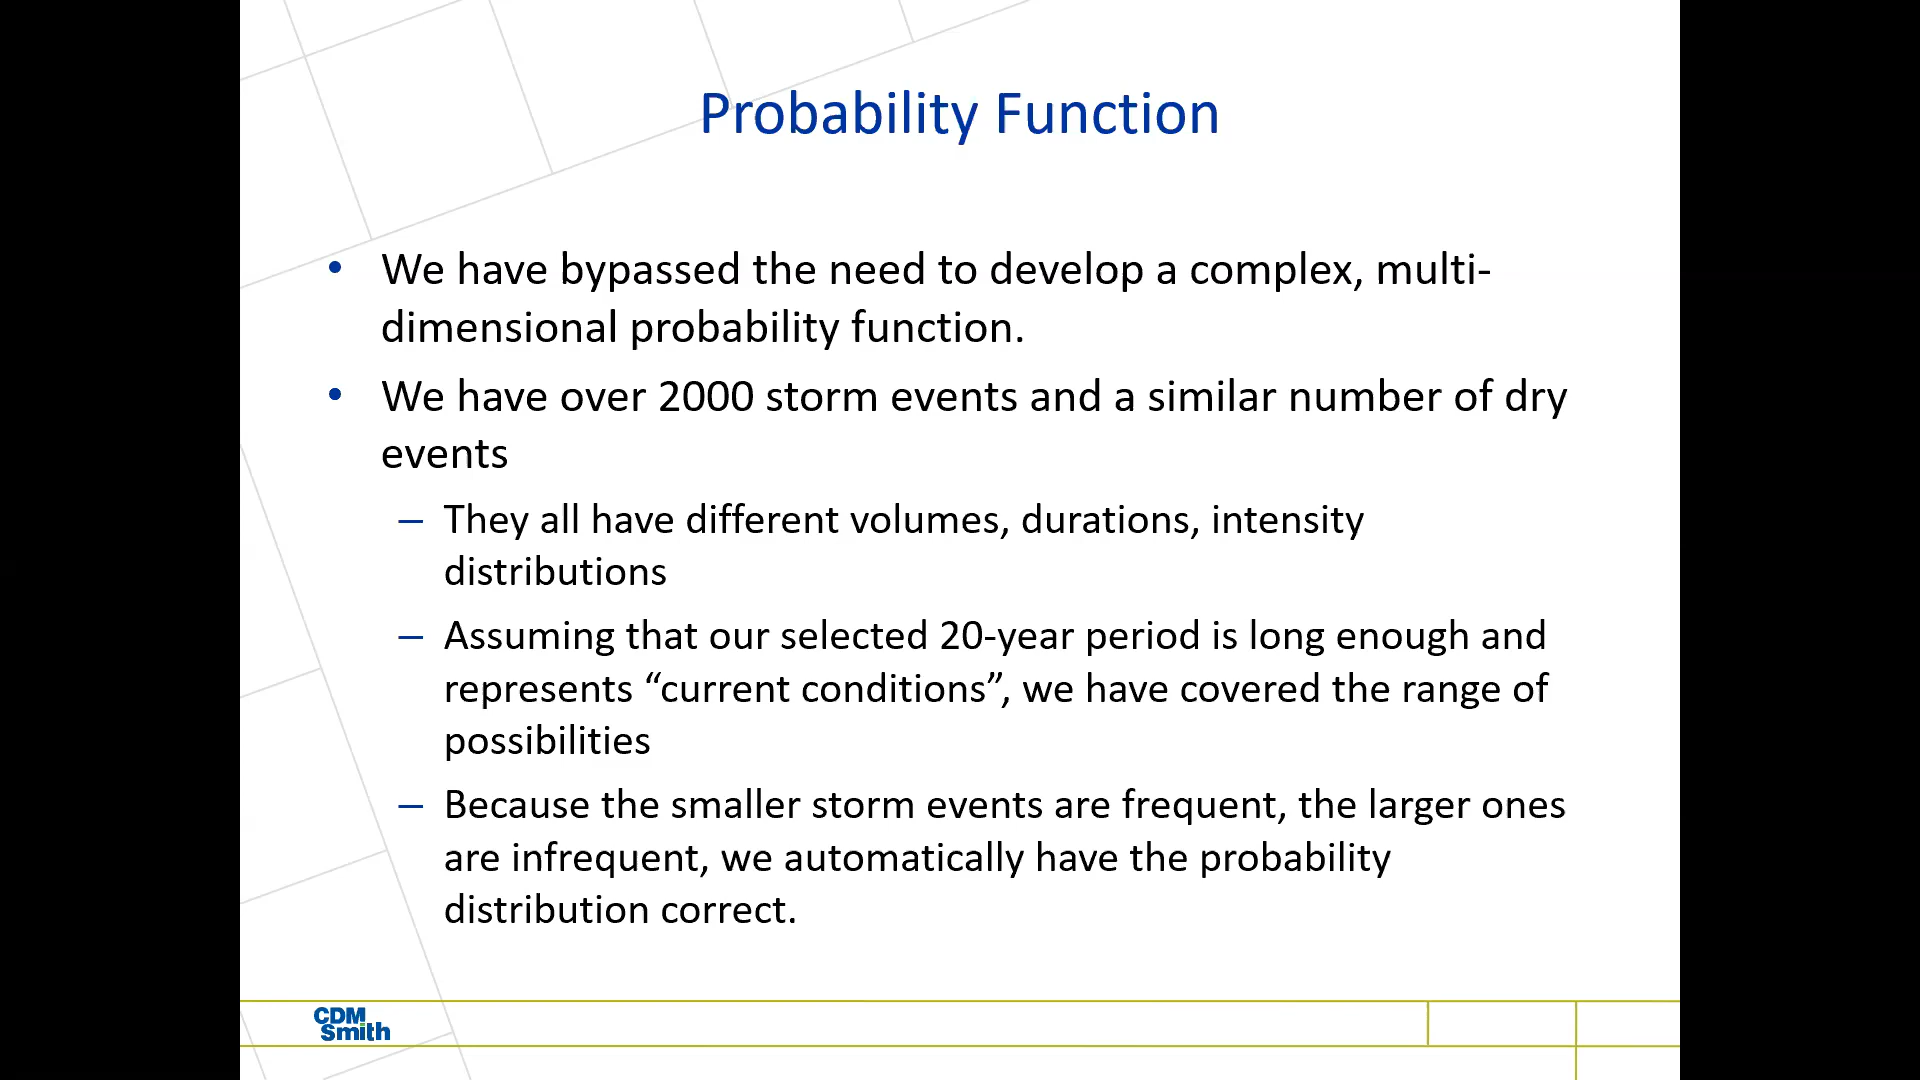 Probability Function
• We have bypassed the need to develop a complex, multi-
dimensional probability function.
• We have over 2000 storm events and a similar number of dry
events
– They all have different volumes, durations, intensity
distributions
– Assuming that our selected 20-year period is long enough and
represents “current conditions”, we have covered the range of
possibilities
– Because the smaller storm events are frequent, the larger ones
are infrequent, we automatically have the probability
distribution correct.
CDM
Smith